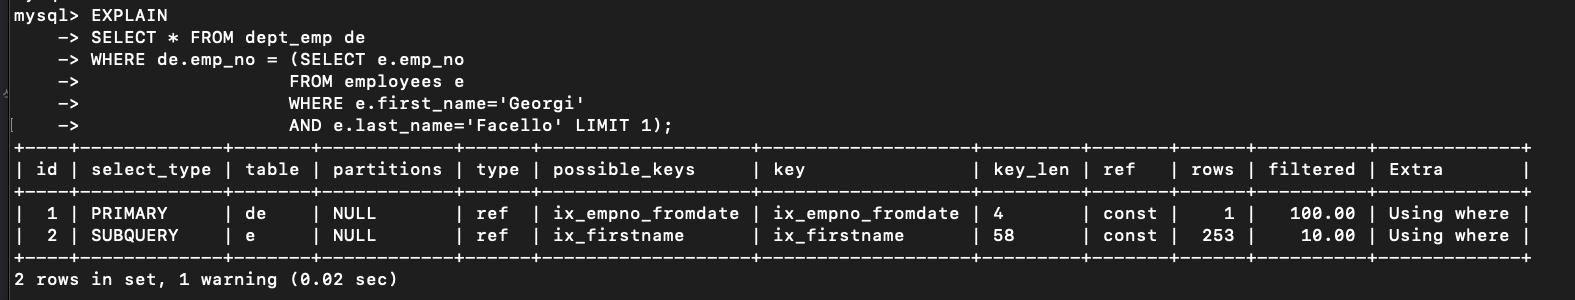 mysql> EXPLAIN
    -> SELECT * FROM dept_emp de
    -> WHERE de.emp_no = (SELECT e.emp_no
    ->                   FROM employees e
    ->                   WHERE e.first_name='Georgi'
    ->                   AND e.last_name='Facello' LIMIT 1);
+----+-------------+-------+------------+------+-------------------+-------------------+---------+-------+------+----------+-------------+
| id | select_type | table | partitions | type | possible_keys     | key               | key_len | ref   | rows | filtered | Extra       |
+----+-------------+-------+------------+------+-------------------+-------------------+---------+-------+------+----------+-------------+
|  1 | PRIMARY     | de    | NULL       | ref  | ix_empno_fromdate | ix_empno_fromdate | 4       | const |    1 |   100.00 | Using where |
|  2 | SUBQUERY    | e     | NULL       | ref  | ix_firstname      | ix_firstname      | 58      | const |  253 |    10.00 | Using where |
+----+-------------+-------+------------+------+-------------------+-------------------+---------+-------+------+----------+-------------+
2 rows in set, 1 warning (0.02 sec)